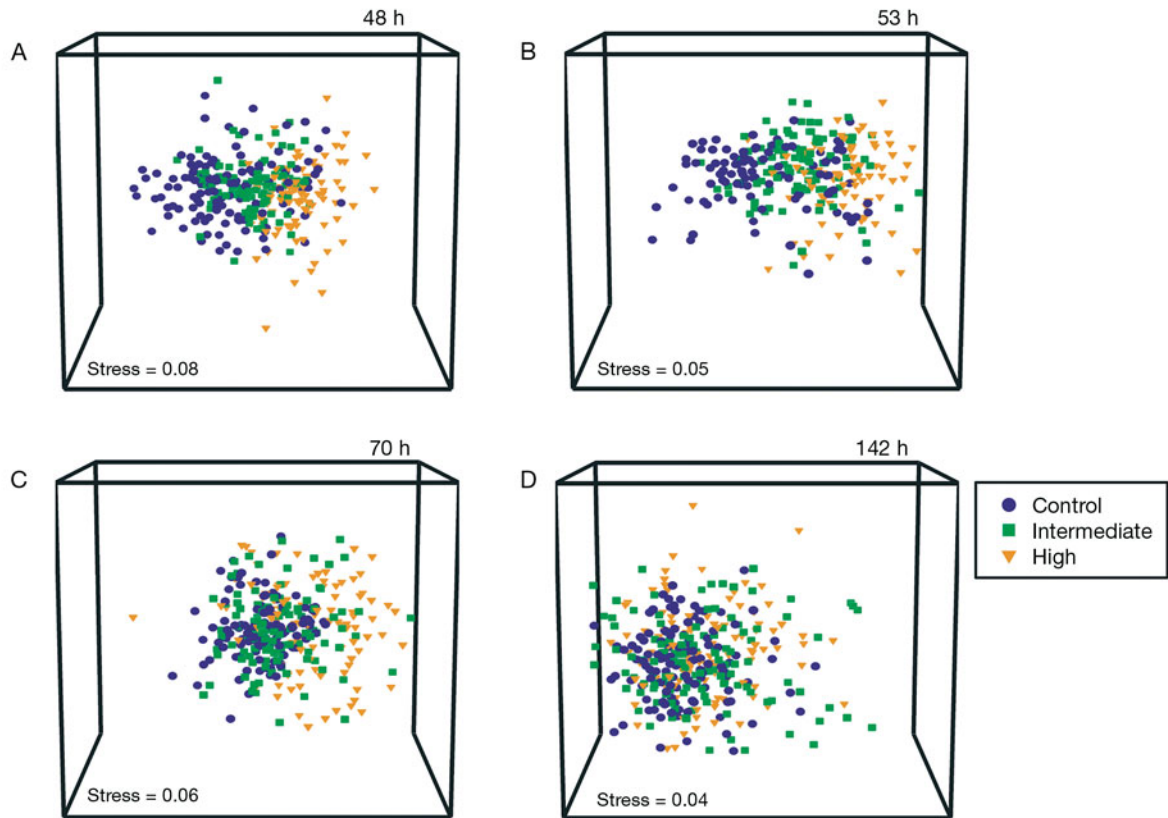 A
48 h
Stress = 0.08
B
53 h
Stress = 0.05
C
70 h
Stress = 0.06
D
142 h
Stress = 0.04
Control
Intermediate
High